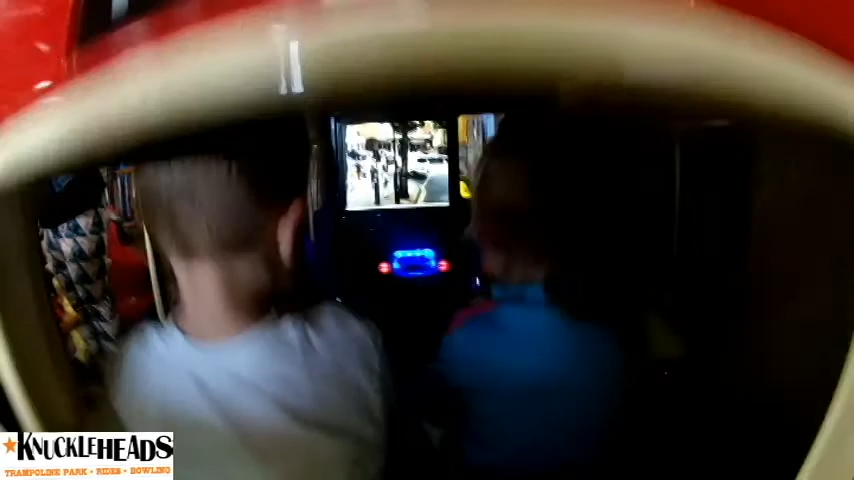 KNUCKLEHEADS
TRAMPOLINE PARK • RIDES • BOWLING